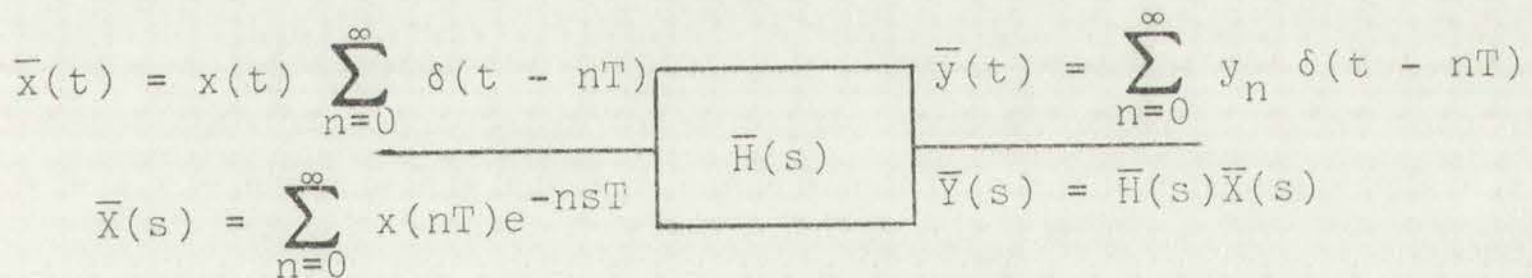 x̅(t) = x(t) ∑_{n=0}^{∞} δ(t - nT)
X̅(s) = ∑_{n=0}^{∞} x(nT)e^{-nsT}
H̅(s)
y̅(t) = ∑_{n=0}^{∞} y_n δ(t - nT)
Y̅(s) = H̅(s)X̅(s)